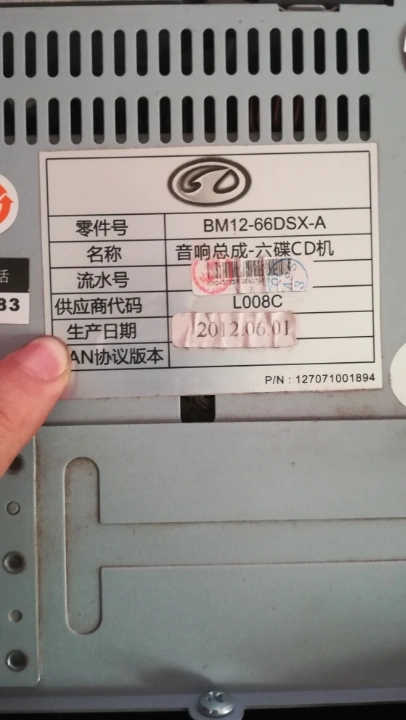 零件号 BM12-66DSX-A
名称 音响总成-六碟CD机
流水号
供应商代码 L008C
生产日期 2012.06.01
AN协议版本
P/N : 127071001894
活
83